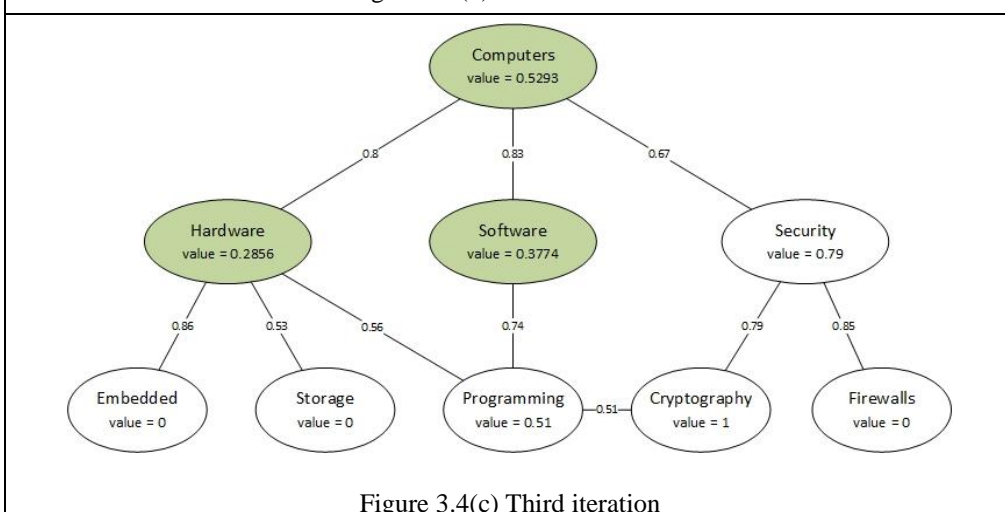 Computers
value = 0.5293
0.8
0.83
0.67
Hardware
value = 0.2856
Software
value = 0.3774
Security
value = 0.79
0.86
0.53
0.56
0.74
0.79
0.85
Embedded
value = 0
Storage
value = 0
Programming
value = 0.51
0.51
Cryptography
value = 1
Firewalls
value = 0
Figure 3.4(c) Third iteration